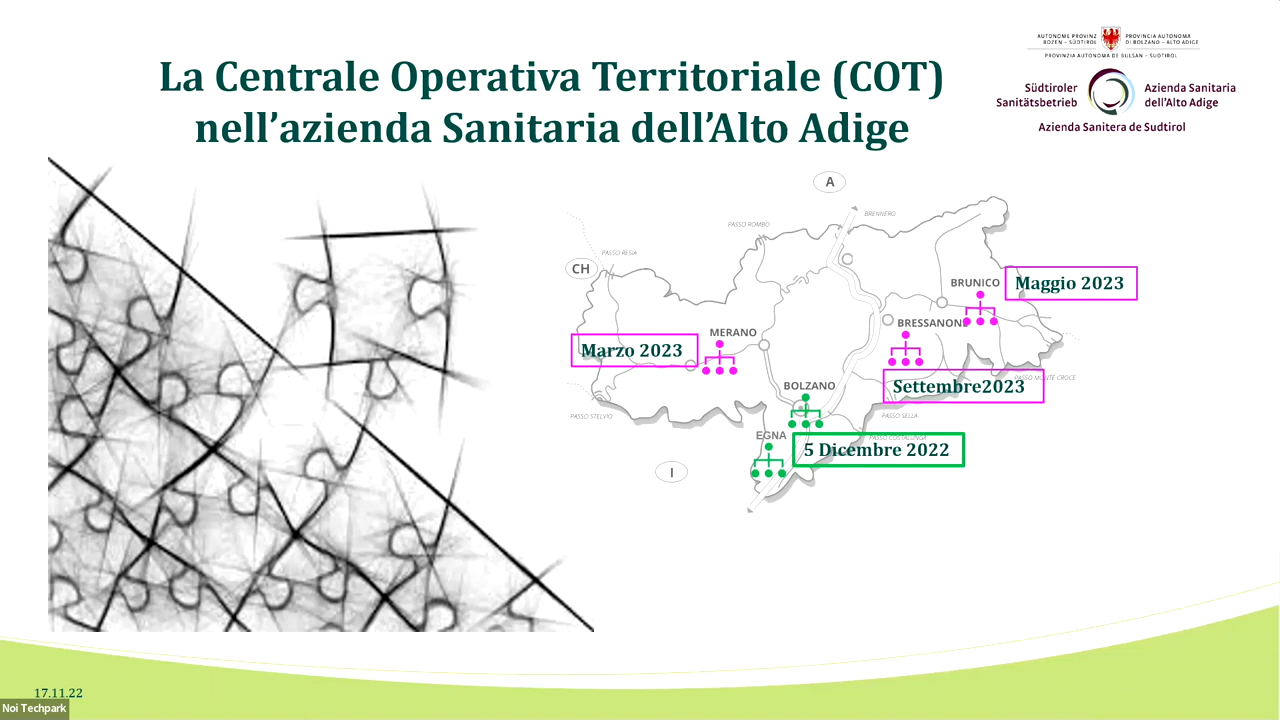 La Centrale Operativa Territoriale (COT)
nell’azienda Sanitaria dell’Alto Adige
AUTONOME PROVINZ
BOZEN – SÜDTIROL
PROVINCIA AUTONOMA
DI BOLZANO – ALTO ADIGE
PROVINZIA AUTONOMA DE BULSAN – SUDTIROL
Südtiroler
Sanitätsbetrieb
Azienda Sanitaria
dell’Alto Adige
Azienda Sanitera de Sudtirol
A
BRENNERO
PASSO ROMBO
PASSO RESIA
CH
BRUNICO
Maggio 2023
BRESSANONE
MERANO
Marzo 2023
PASSO MONTE CROCE
Settembre2023
BOLZANO
PASSO STELVIO
PASSO SELLA
EGNA
PASSO COSTALUNGA
5 Dicembre 2022
I
17.11.22
Noi Techpark